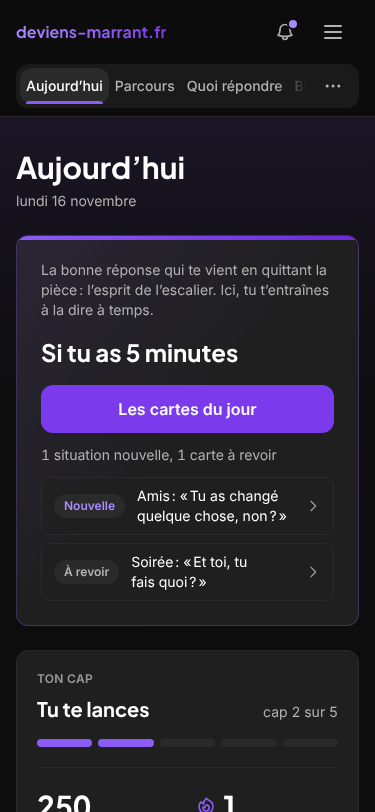 deviens-marrant.fr
Aujourd’hui Parcours Quoi répondre
Aujourd’hui
lundi 16 novembre
La bonne réponse qui te vient en quittant la
pièce : l’esprit de l’escalier. Ici, tu t’entraînes
à la dire à temps.
Si tu as 5 minutes
Les cartes du jour
1 situation nouvelle, 1 carte à revoir
Nouvelle
Amis : « Tu as changé
quelque chose, non ? »
À revoir
Soirée : « Et toi, tu
fais quoi ? »
TON CAP
Tu te lances
cap 2 sur 5
250
1